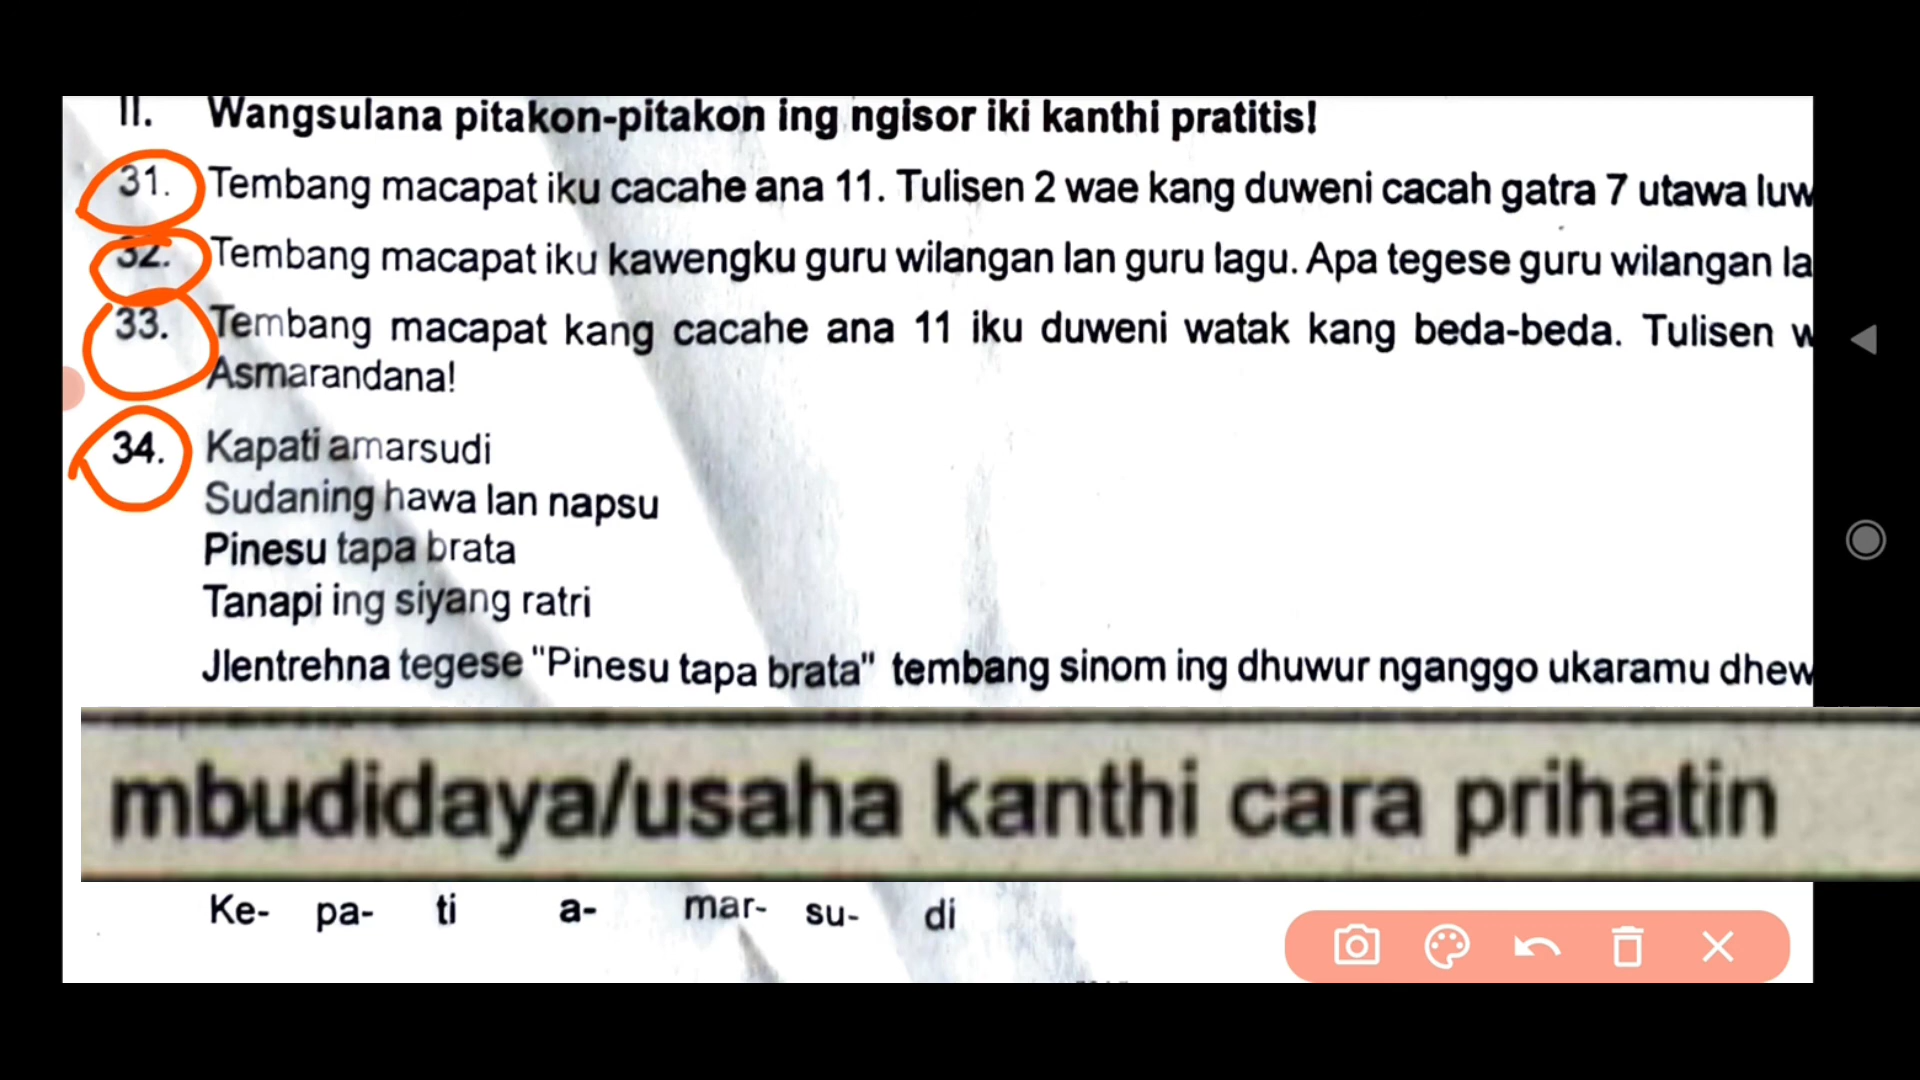 II. Wangsulana pitakon-pitakon ing ngisor iki kanthi pratitis!
31. Tembang macapat iku cacahe ana 11. Tulisen 2 wae kang duweni cacah gatra 7 utawa luw
32. Tembang macapat iku kawengku guru wilangan lan guru lagu. Apa tegese guru wilangan la
33. Tembang macapat kang cacahe ana 11 iku duweni watak kang beda-beda. Tulisen w
Asmarandana!
34. Kapati amarsudi
Sudaning hawa lan napsu
Pinesu tapa brata
Tanapi ing siyang ratri
Jlentrehna tegese "Pinesu tapa brata" tembang sinom ing dhuwur nganggo ukaramu dhew
mbudidaya/usaha kanthi cara prihatin
Ke- pa- ti a- mar- su- di